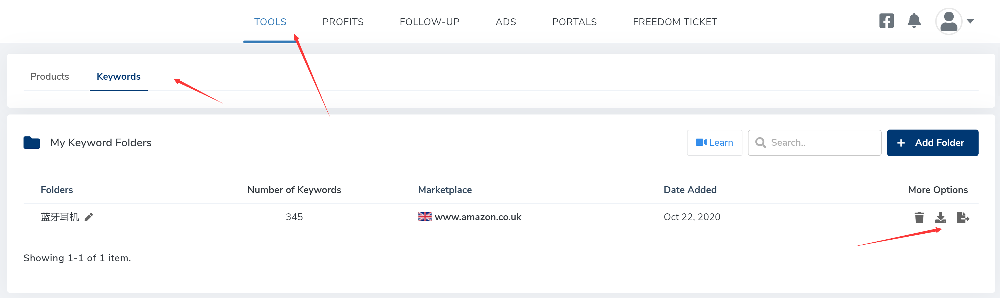 TOOLS PROFITS FOLLOW-UP ADS PORTALS FREEDOM TICKET
Products Keywords
My Keyword Folders Learn Search.. + Add Folder
Folders Number of Keywords Marketplace Date Added More Options
蓝牙耳机 345 www.amazon.co.uk Oct 22, 2020
Showing 1-1 of 1 item.